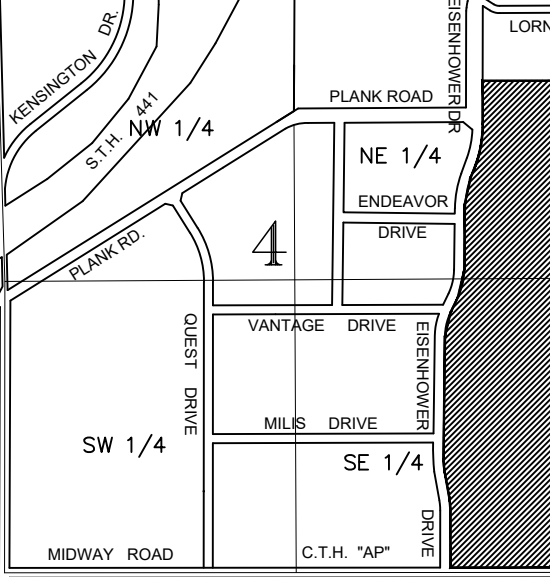 LORN
KENSINGTON DR.
EISENHOWER DR
PLANK ROAD
S.T.H. 441
NW 1/4
NE 1/4
ENDEAVOR
DRIVE
PLANK RD.
4
VANTAGE DRIVE
QUEST DRIVE
EISENHOWER
MILIS DRIVE
SW 1/4
SE 1/4
DRIVE
MIDWAY ROAD
C.T.H. "AP"